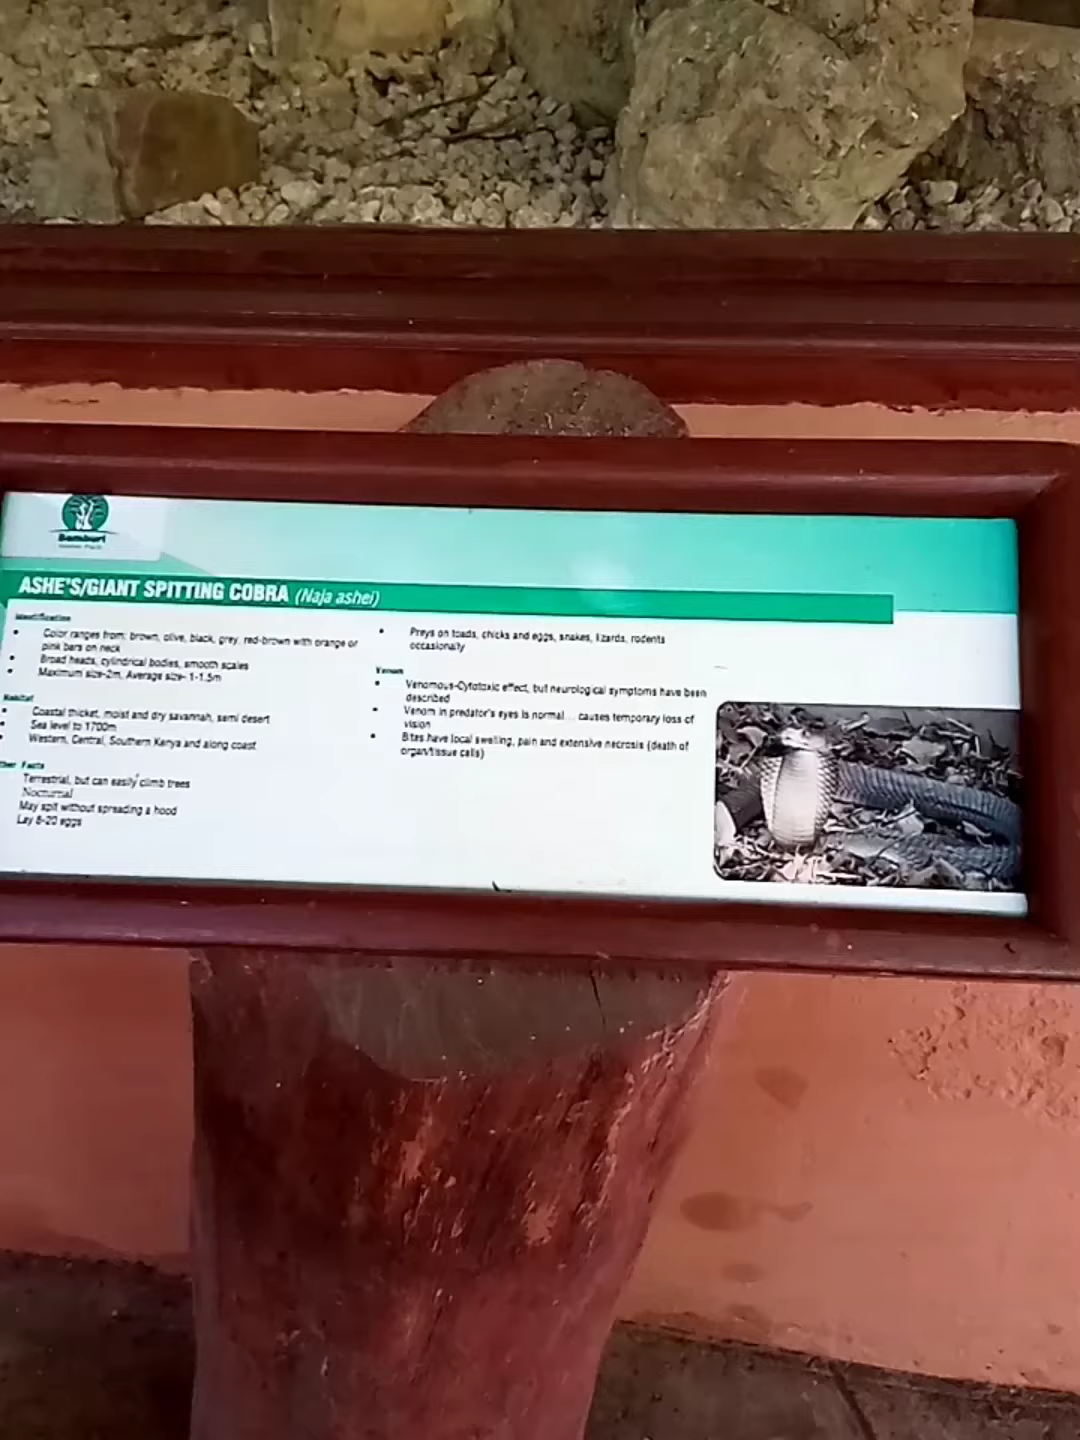 Bamburi
ASHE'S/GIANT SPITTING COBRA (Naja ashei)
Identification
• Color ranges from: brown, olive, black, grey, red-brown with orange or
pink bars on neck
• Broad heads, cylindrical bodies, smooth scales
• Maximum size-2m, Average size- 1-1.5m
Habitat
• Coastal thicket, moist and dry savannah, semi desert
• Sea level to 1700m
• Western, Central, Southern Kenya and along coast
ther Facts
Terrestrial, but can easily climb trees
Nocturnal
May spit without spreading a hood
Lay 8-20 eggs
• Preys on toads, chicks and eggs, snakes, lizards, rodents
occasionally
Venom
• Venomous-Cytotoxic effect, but neurological symptoms have been
described
• Venom in predator's eyes is normal... causes temporary loss of
vision
• Bites have local swelling, pain and extensive necrosis (death of
organ/tissue cells)